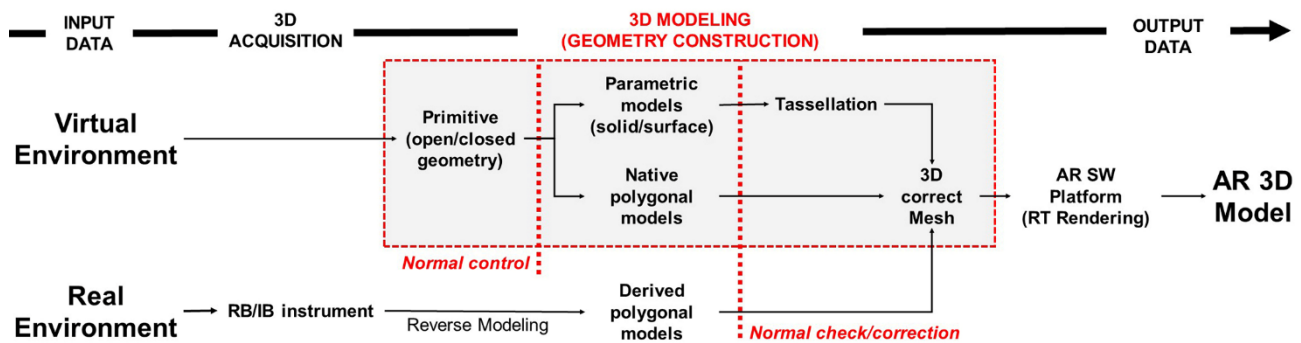 INPUT
DATA
3D
ACQUISITION
3D MODELING
(GEOMETRY CONSTRUCTION)
OUTPUT
DATA
Virtual
Environment
Primitive
(open/closed
geometry)
Parametric
models
(solid/surface)
Tassellation
Native
polygonal
models
3D
correct
Mesh
AR SW
Platform
(RT Rendering)
AR 3D
Model
Normal control
Real
Environment
RB/IB instrument
Reverse Modeling
Derived
polygonal
models
Normal check/correction